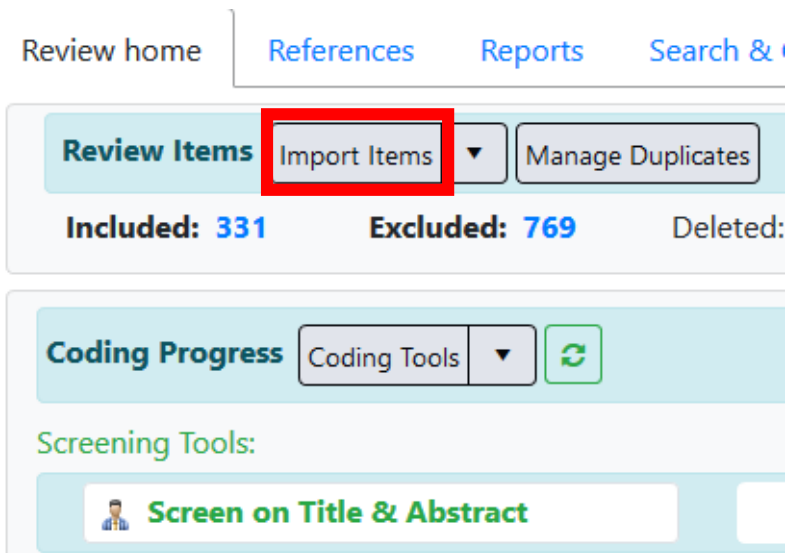 Review home References Reports Search &
Review Items Import Items Manage Duplicates
Included: 331 Excluded: 769 Deleted:
Coding Progress Coding Tools
Screening Tools:
Screen on Title & Abstract